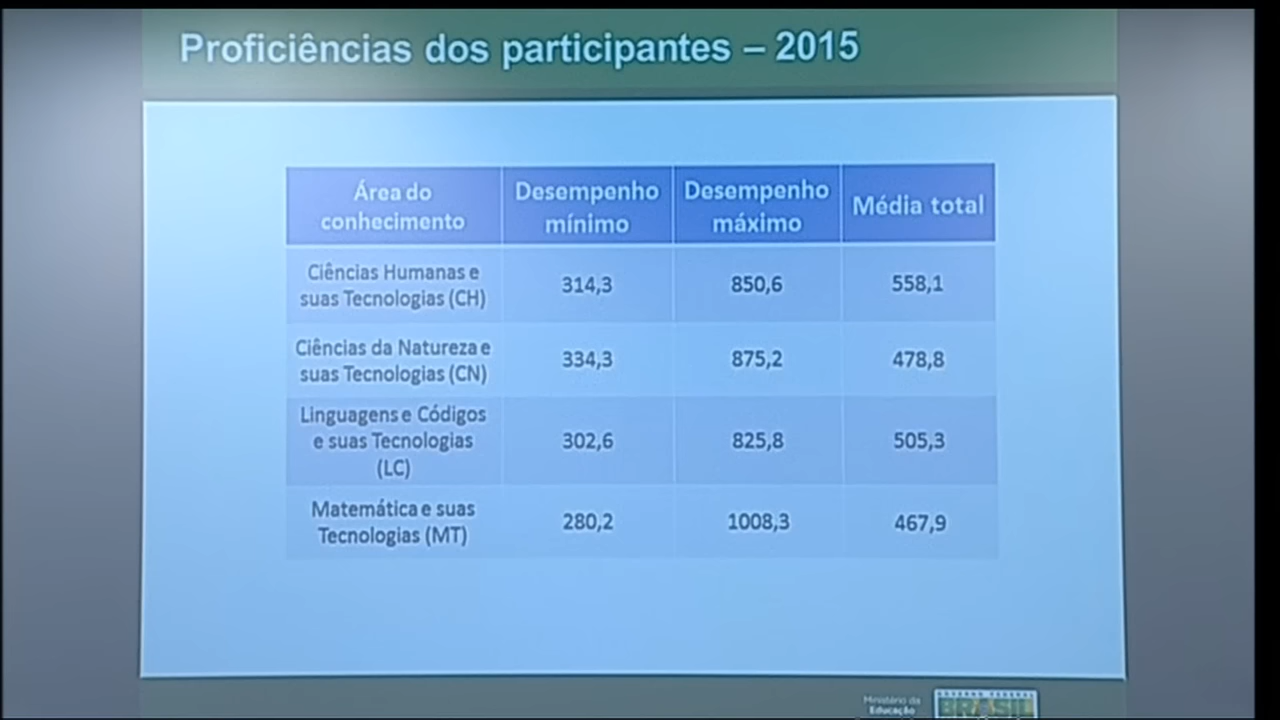 Proficiências dos participantes – 2015
Área do
conhecimento
Desempenho
mínimo
Desempenho
máximo
Média total
Ciências Humanas e
suas Tecnologias (CH)
314,3
850,6
558,1
Ciências da Natureza e
suas Tecnologias (CN)
334,3
875,2
478,8
Linguagens e Códigos
e suas Tecnologias
(LC)
302,6
825,8
505,3
Matemática e suas
Tecnologias (MT)
280,2
1008,3
467,9
Ministério da
Educação
GOVERNO FEDERAL
BRASIL